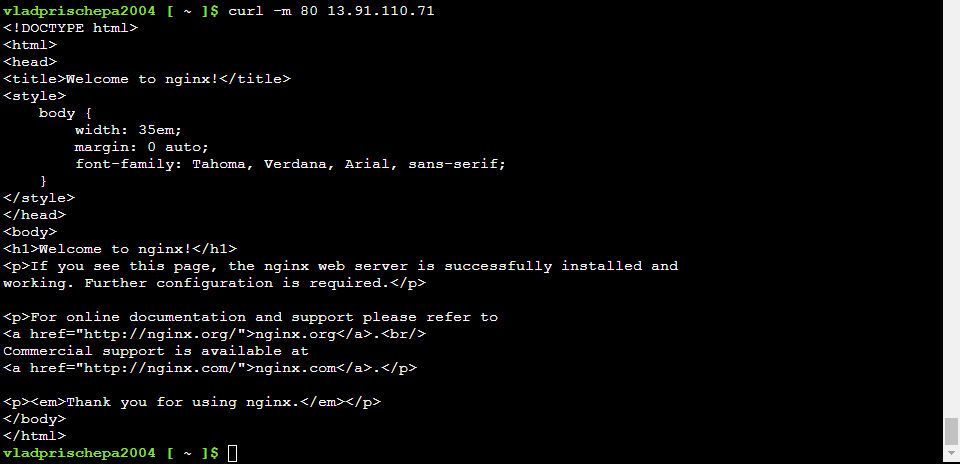 vladprischepa2004 [ ~ ]$ curl -m 80 13.91.110.71
<!DOCTYPE html>
<html>
<head>
<title>Welcome to nginx!</title>
<style>
    body {
        width: 35em;
        margin: 0 auto;
        font-family: Tahoma, Verdana, Arial, sans-serif;
    }
</style>
</head>
<body>
<h1>Welcome to nginx!</h1>
<p>If you see this page, the nginx web server is successfully installed and
working. Further configuration is required.</p>

<p>For online documentation and support please refer to
<a href="http://nginx.org/">nginx.org</a>.<br/>
Commercial support is available at
<a href="http://nginx.com/">nginx.com</a>.</p>

<p><em>Thank you for using nginx.</em></p>
</body>
</html>
vladprischepa2004 [ ~ ]$